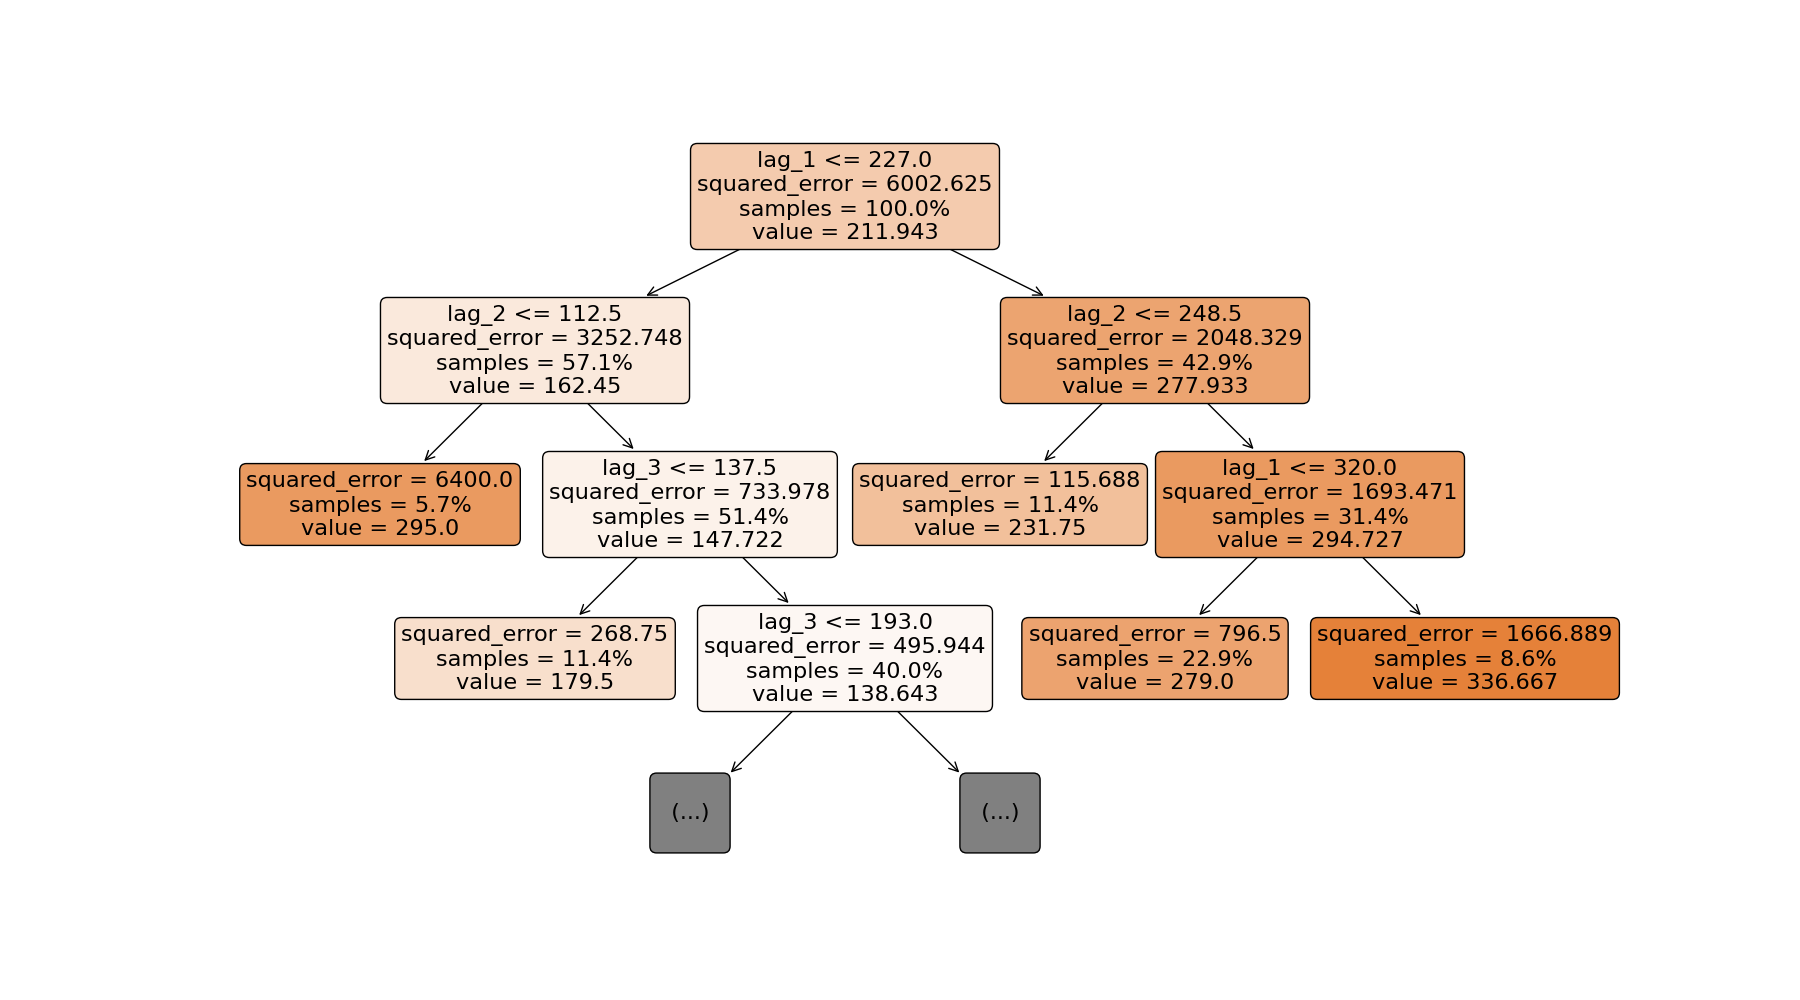 lag_1 <= 227.0
squared_error = 6002.625
samples = 100.0%
value = 211.943
lag_2 <= 112.5
squared_error = 3252.748
samples = 57.1%
value = 162.45
lag_2 <= 248.5
squared_error = 2048.329
samples = 42.9%
value = 277.933
squared_error = 6400.0
samples = 5.7%
value = 295.0
lag_3 <= 137.5
squared_error = 733.978
samples = 51.4%
value = 147.722
squared_error = 115.688
samples = 11.4%
value = 231.75
lag_1 <= 320.0
squared_error = 1693.471
samples = 31.4%
value = 294.727
squared_error = 268.75
samples = 11.4%
value = 179.5
lag_3 <= 193.0
squared_error = 495.944
samples = 40.0%
value = 138.643
squared_error = 796.5
samples = 22.9%
value = 279.0
squared_error = 1666.889
samples = 8.6%
value = 336.667
(...)
(...)